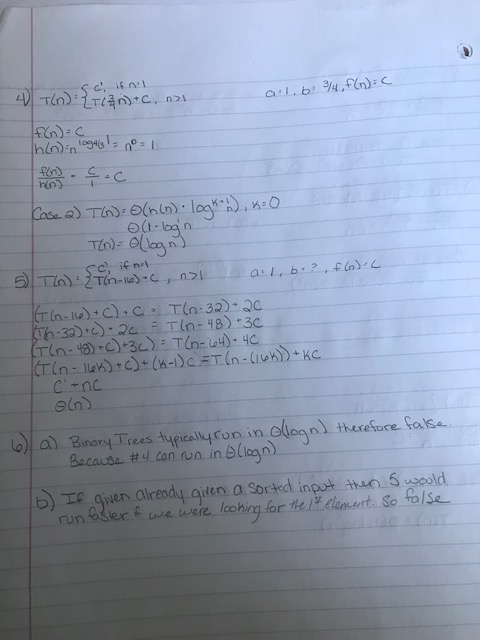 4) T(n) = { c', if n=1
{ T(3/4 n) + C, n>1 a=1, b= 3/4, f(n)=C
f(n) = C
h(n) = n^log4/3 1 = n^0 = 1
f(n)/h(n) = C/1 = C
Case 2) T(n) = Θ(h(n) · log^k+1 n), k=0
Θ(1 · log' n
T(n) = Θ(log n)
5) T(n) = { c', if n=1
{ T(n-16)+C, n>1 a=1, b=?, f(n)=C
(T(n-16)+C)+C = T(n-32)+2C
(T(n-32)+C)+2C = T(n-48)+3C
(T(n-48)+C)+3C) = T(n-64)+4C
(T(n-16k)+C)+(k-1)C = T(n-(16k))+kC
C'+nC
Θ(n)
6) a) Binary Trees typically run in Θ(log n) therefore false.
Because #4 can run in Θ(log n)
b) If given already given a sorted input then 5 would
run faster if we were looking for the 1st element. So false